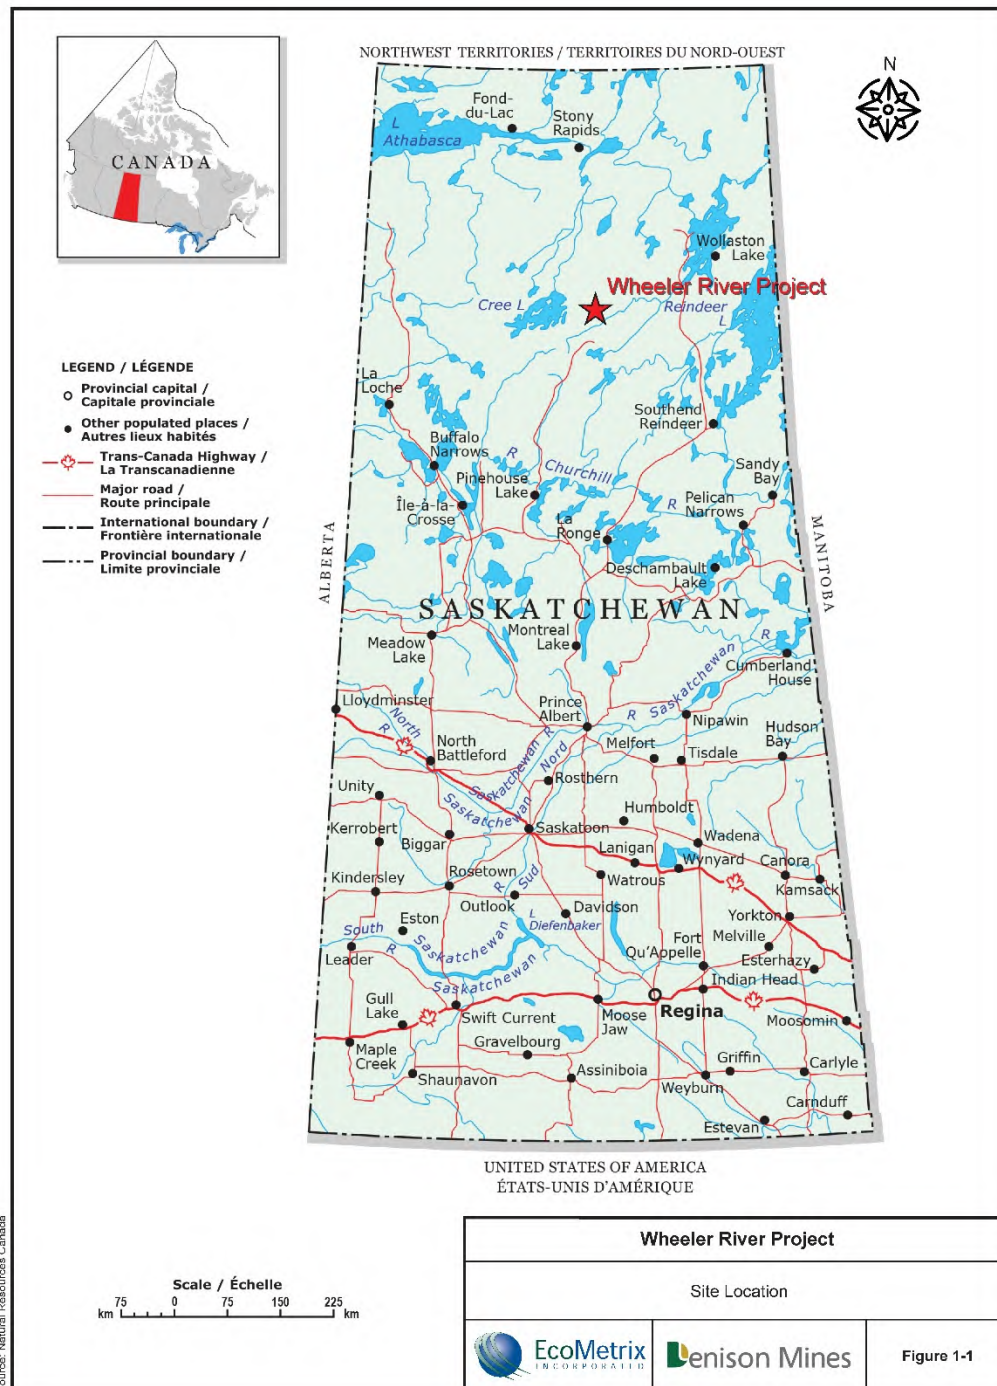 NORTHWEST TERRITORIES / TERRITOIRES DU NORD-OUEST
N
CANADA
Fond-
du-Lac
Stony
Rapids
L
Athabasca
Wollaston
Lake
Wheeler River Project
Cree L
Reindeer
L
LEGEND / LÉGENDE
Provincial capital /
Capitale provinciale
Other populated places /
Autres lieux habités
Trans-Canada Highway /
La Transcanadienne
Major road /
Route principale
International boundary /
Frontière internationale
Provincial boundary /
Limite provinciale
La
Loche
Southend
Reindeer
Buffalo
Narrows
R
Churchill
Sandy
Bay
Pinehouse
Lake
R
Pelican
Narrows
Île-à-la-
Crosse
La
Ronge
ALBERTA
MANITOBA
Deschambault
Lake
SASKATCHEWAN
Meadow
Lake
Montreal
Lake
R
Saskatchewan
R
Cumberland
House
Lloydminster
North
R
Saskatchewan
Saskatchewan
R
Nord
Prince
Albert
Nipawin
Hudson
Bay
North
Battleford
Melfort
Tisdale
Rosthern
Unity
Humboldt
Kerrobert
Biggar
Saskatoon
Wadena
Lanigan
Wynyard
Canora
Kamsack
Kindersley
Rosetown
Watrous
Outlook
R
Sud
Davidson
Yorkton
Eston
L
Diefenbaker
Melville
South
R
Saskatchewan
Saskatchewan
Leader
Fort
Qu'Appelle
Esterhazy
Indian Head
Gull
Lake
Swift Current
Moose
Jaw
Regina
Moosomin
Maple
Creek
Gravelbourg
Griffin
Carlyle
Shaunavon
Assiniboia
Weyburn
Carnduff
Estevan
UNITED STATES OF AMERICA
ÉTATS-UNIS D'AMÉRIQUE
Source: Natural Resources Canada
Scale / Échelle
km 75 0 75 150 225 km
Wheeler River Project
Site Location
EcoMetrix
INCORPORATED
Denison Mines
Figure 1-1